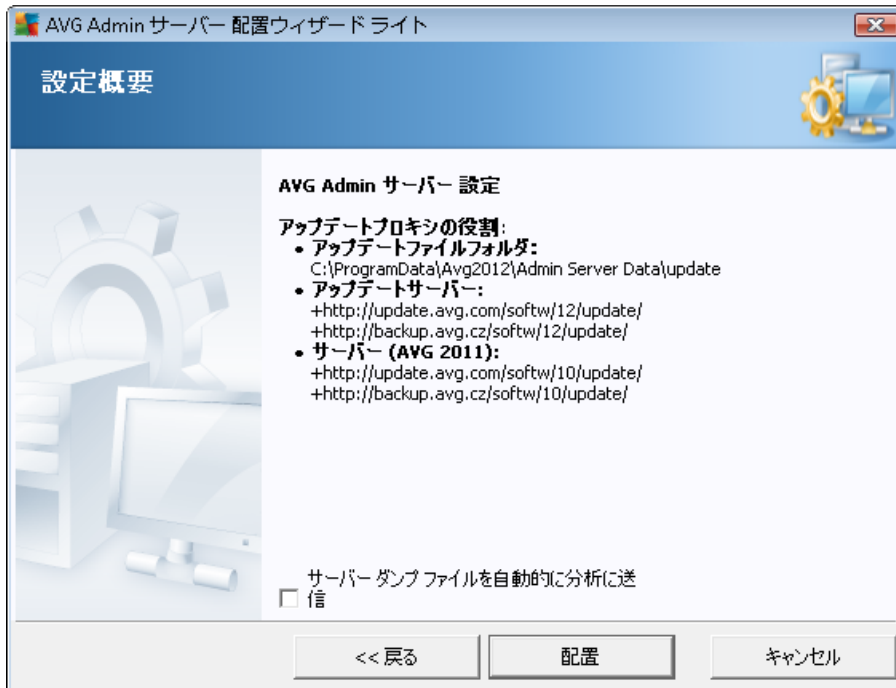 AVG Admin サーバー 配置ウィザード ライト
設定概要
AVG Admin サーバー 設定
アップデートプロキシの役割:
• アップデートファイルフォルダ:
C:\ProgramData\Avg2012\Admin Server Data\update
• アップデートサーバー:
+http://update.avg.com/softw/12/update/
+http://backup.avg.cz/softw/12/update/
• サーバー (AVG 2011):
+http://update.avg.com/softw/10/update/
+http://backup.avg.cz/softw/10/update/
サーバー ダンプ ファイルを自動的に分析に送
信
<< 戻る
配置
キャンセル